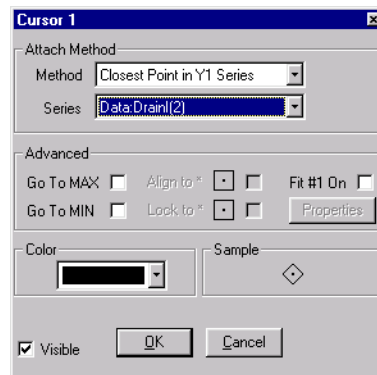 Cursor 1
Attach Method
Method Closest Point in Y1 Series
Series Data:DrainI(2)
Advanced
Go To MAX Align to * Fit #1 On
Go To MIN Lock to * Properties
Color Sample
Visible OK Cancel